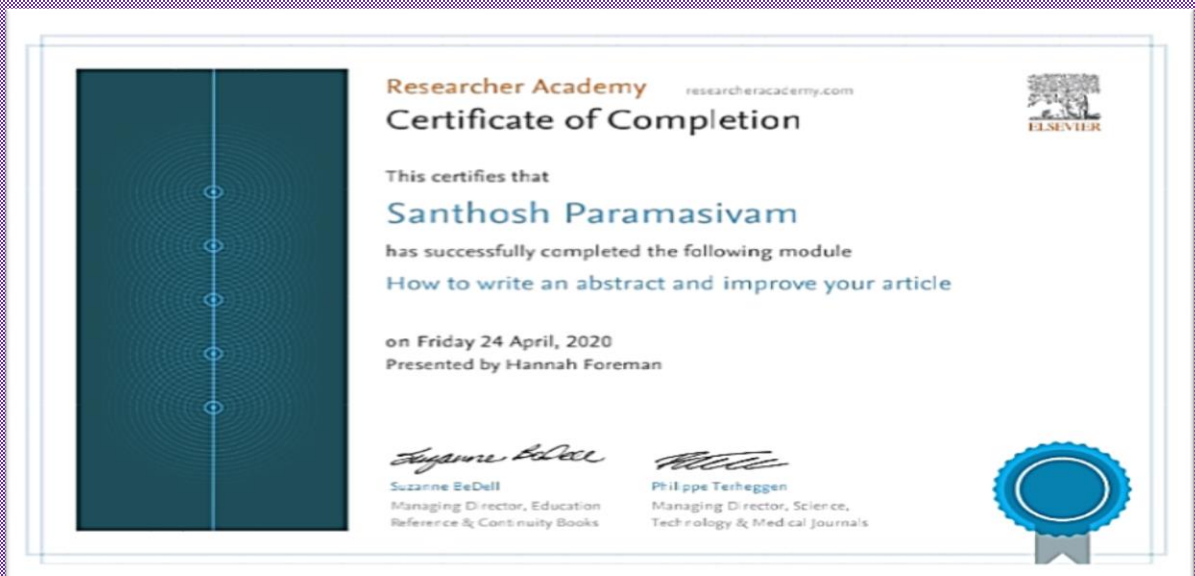 Researcher Academy researcheracademy.com
ELSEVIER
Certificate of Completion
This certifies that
Santhosh Paramasivam
has successfully completed the following module
How to write an abstract and improve your article
on Friday 24 April, 2020
Presented by Hannah Foreman
Suzanne BeDell
Managing Director, Education
Reference & Continuity Books
Philippe Terheggen
Managing Director, Science,
Technology & Medical Journals